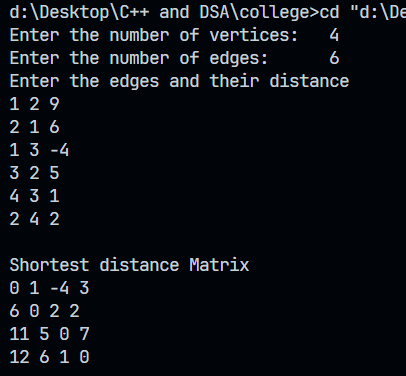 d:\Desktop\C++ and DSA\college>cd "d:\De
Enter the number of vertices:   4
Enter the number of edges:      6
Enter the edges and their distance
1 2 9
2 1 6
1 3 -4
3 2 5
4 3 1
2 4 2

Shortest distance Matrix
0 1 -4 3
6 0 2 2
11 5 0 7
12 6 1 0